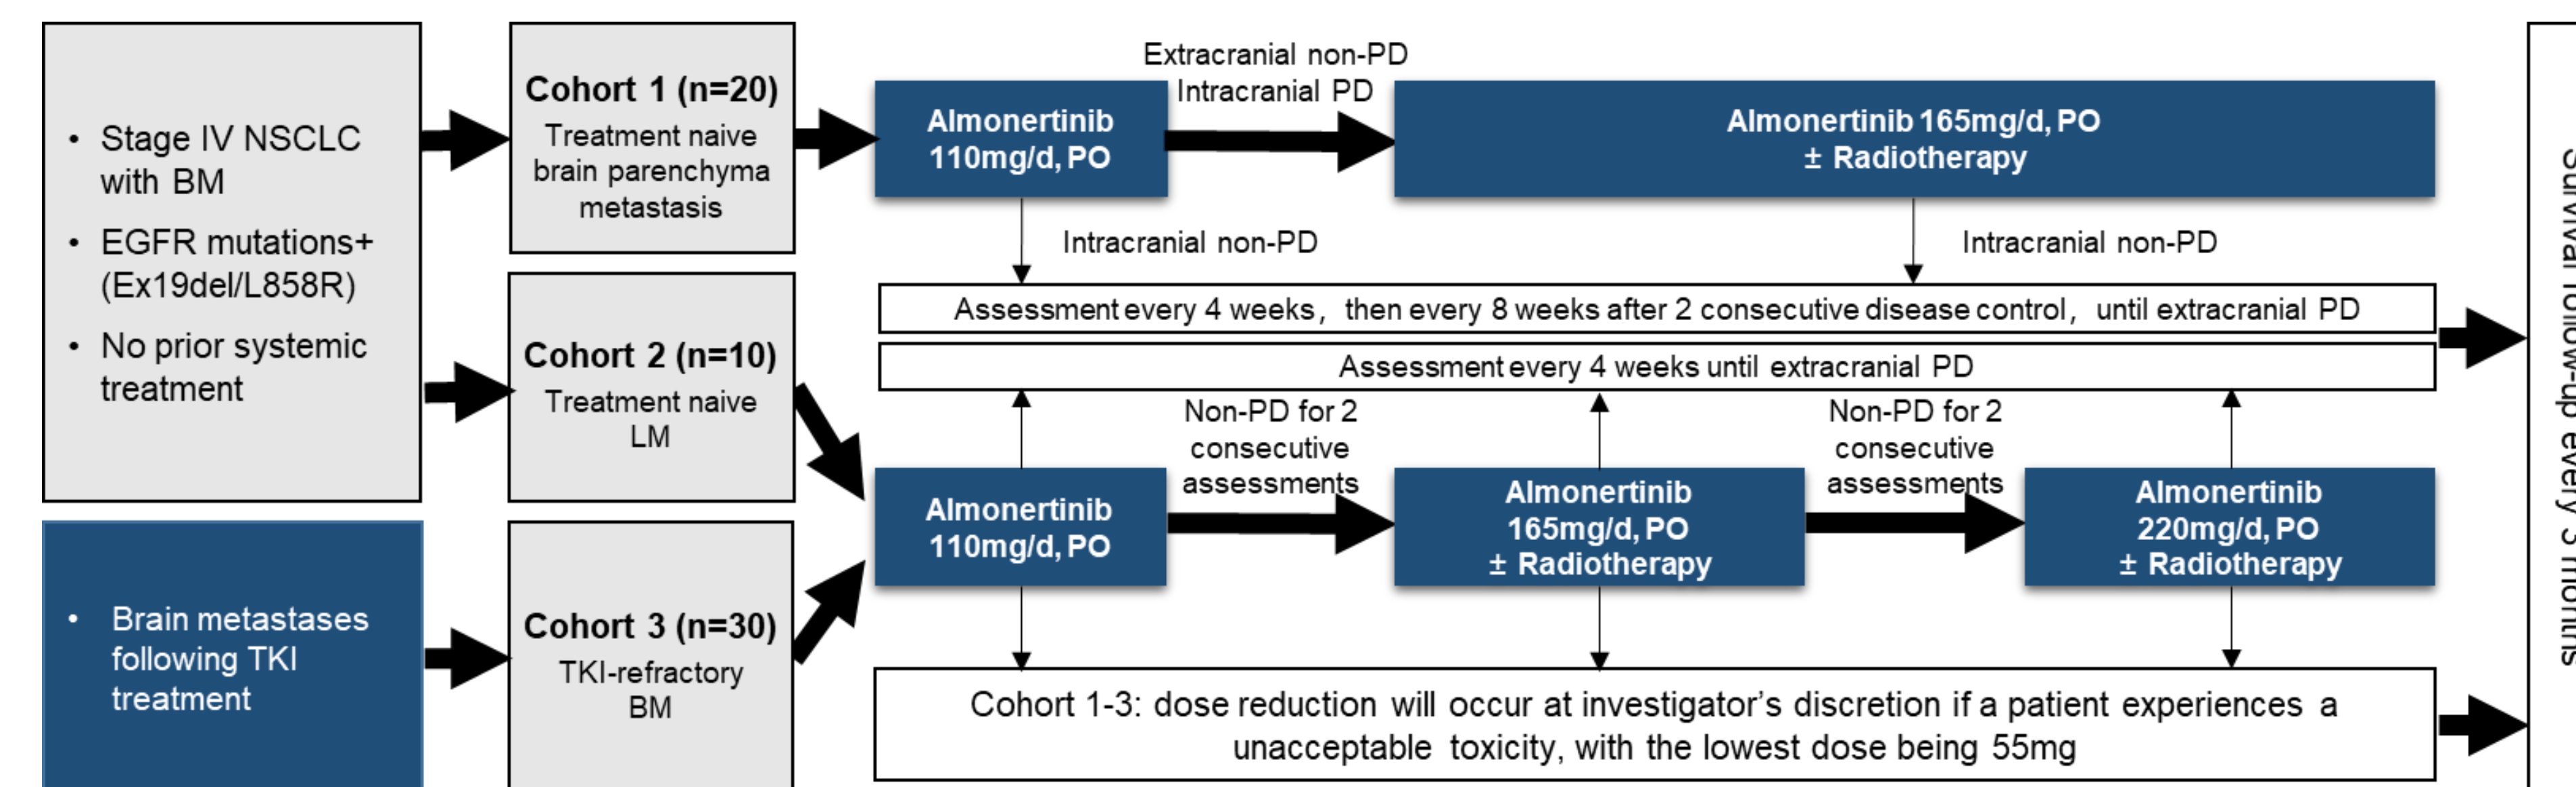 • Stage IV NSCLC
with BM
• EGFR mutations+
(Ex19del/L858R)
• No prior systemic
treatment
• Brain metastases
following TKI
treatment
Cohort 1 (n=20)
Treatment naive
brain parenchyma
metastasis
Cohort 2 (n=10)
Treatment naive
LM
Cohort 3 (n=30)
TKI-refractory
BM
Almonertinib
110mg/d, PO
Extracranial non-PD
Intracranial PD
Almonertinib 165mg/d, PO
± Radiotherapy
Intracranial non-PD
Intracranial non-PD
Assessment every 4 weeks, then every 8 weeks after 2 consecutive disease control, until extracranial PD
Assessment every 4 weeks until extracranial PD
Almonertinib
110mg/d, PO
Non-PD for 2
consecutive
assessments
Almonertinib
165mg/d, PO
± Radiotherapy
Non-PD for 2
consecutive
assessments
Almonertinib
220mg/d, PO
± Radiotherapy
Cohort 1-3: dose reduction will occur at investigator’s discretion if a patient experiences a
unacceptable toxicity, with the lowest dose being 55mg
Survival follow-up every 3 months